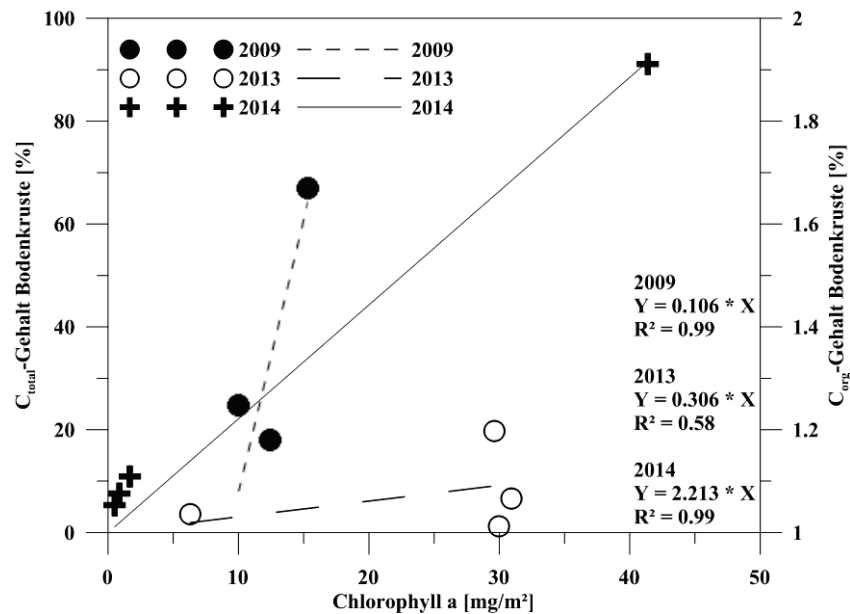 100
80
60
40
20
0
C_total-Gehalt Bodenkruste [%]
2009 2009
2013 2013
2014 2014
2009
Y = 0.106 * X
R² = 0.99
2013
Y = 0.306 * X
R² = 0.58
2014
Y = 2.213 * X
R² = 0.99
2
1.8
1.6
1.4
1.2
1
C_org-Gehalt Bodenkruste [%]
0 10 20 30 40 50
Chlorophyll a [mg/m²]